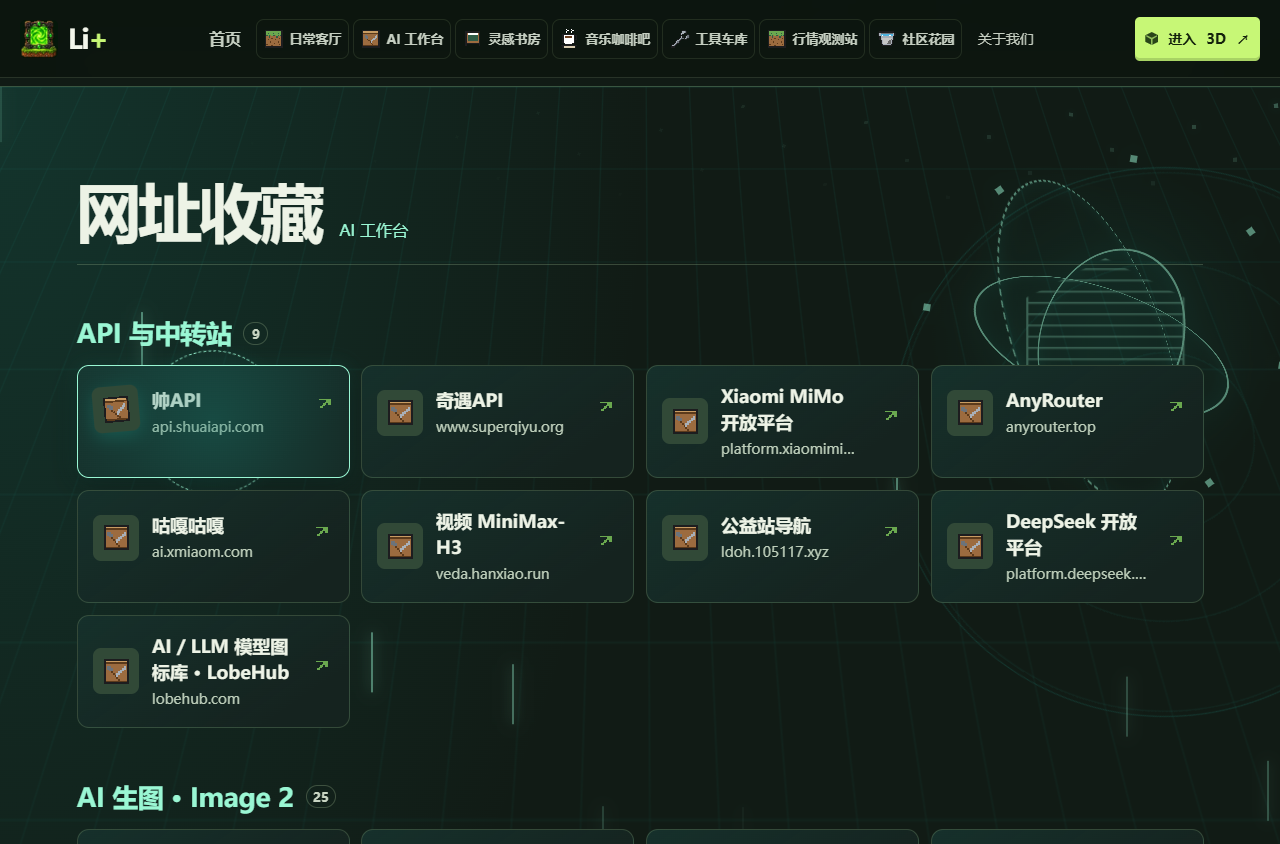 Li+
首页
日常客厅
AI 工作台
灵感书房
音乐咖啡吧
工具车库
行情观测站
社区花园
关于我们
进入 3D ↗
网址收藏 AI 工作台
API 与中转站 9
帅API
api.shuaiapi.com
奇遇API
www.superqiyu.org
Xiaomi MiMo
开放平台
platform.xiaomimi...
AnyRouter
anyrouter.top
咕嘎咕嘎
ai.xmiaom.com
视频 MiniMax-
H3
veda.hanxiao.run
公益站导航
ldoh.105117.xyz
DeepSeek 开放
平台
platform.deepseek....
AI / LLM 模型图
标库 • LobeHub
lobehub.com
AI 生图 • Image 2 25